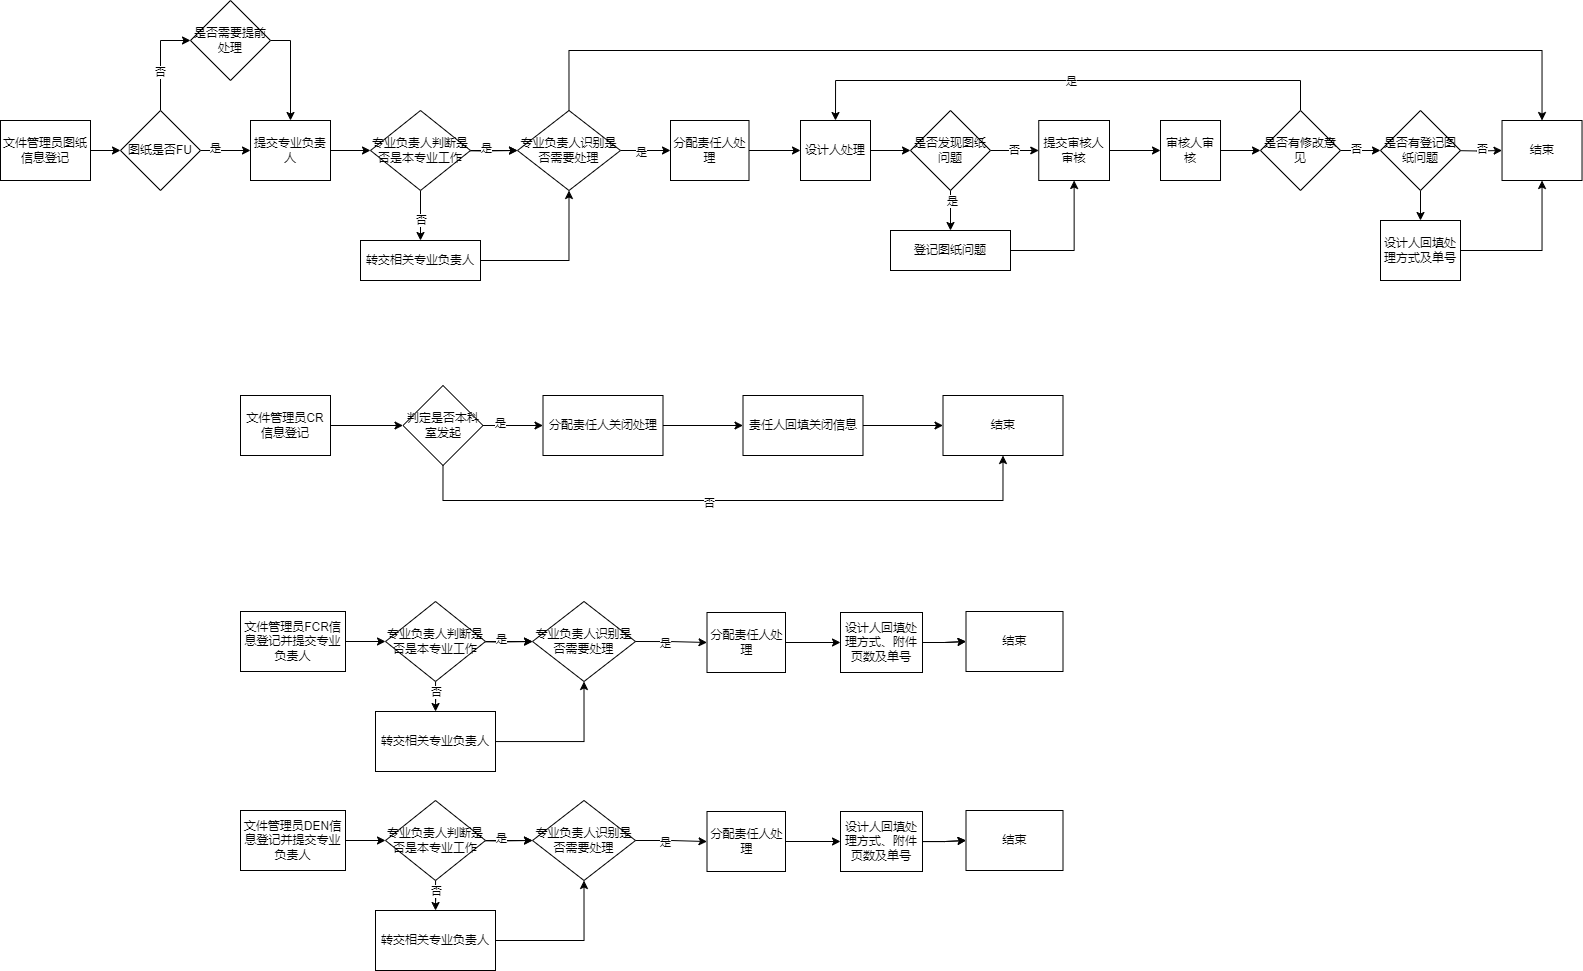 是否需要提前
处理
否
是
文件管理员图纸
信息登记
图纸是否FU
是
提交专业负责
人
专业负责人判断是
否是本专业工作
是
专业负责人识别是
否需要处理
是
分配责任人处
理
设计人处理
是否发现图纸
问题
否
提交审核人
审核
审核人审
核
是否有修改意
见
否
是否有登记图
纸问题
否
结束
否
是
转交相关专业负责人
登记图纸问题
设计人回填处
理方式及单号
文件管理员CR
信息登记
判定是否本科
室发起
是
分配责任人关闭处理
责任人回填关闭信息
结束
否
文件管理员FCR信
息登记并提交专业
负责人
专业负责人判断是
否是本专业工作
是
专业负责人识别是
否需要处理
是
分配责任人处
理
设计人回填处
理方式、附件
页数及单号
结束
否
转交相关专业负责人
文件管理员DEN信
息登记并提交专业
负责人
专业负责人判断是
否是本专业工作
是
专业负责人识别是
否需要处理
是
分配责任人处
理
设计人回填处
理方式、附件
页数及单号
结束
否
转交相关专业负责人